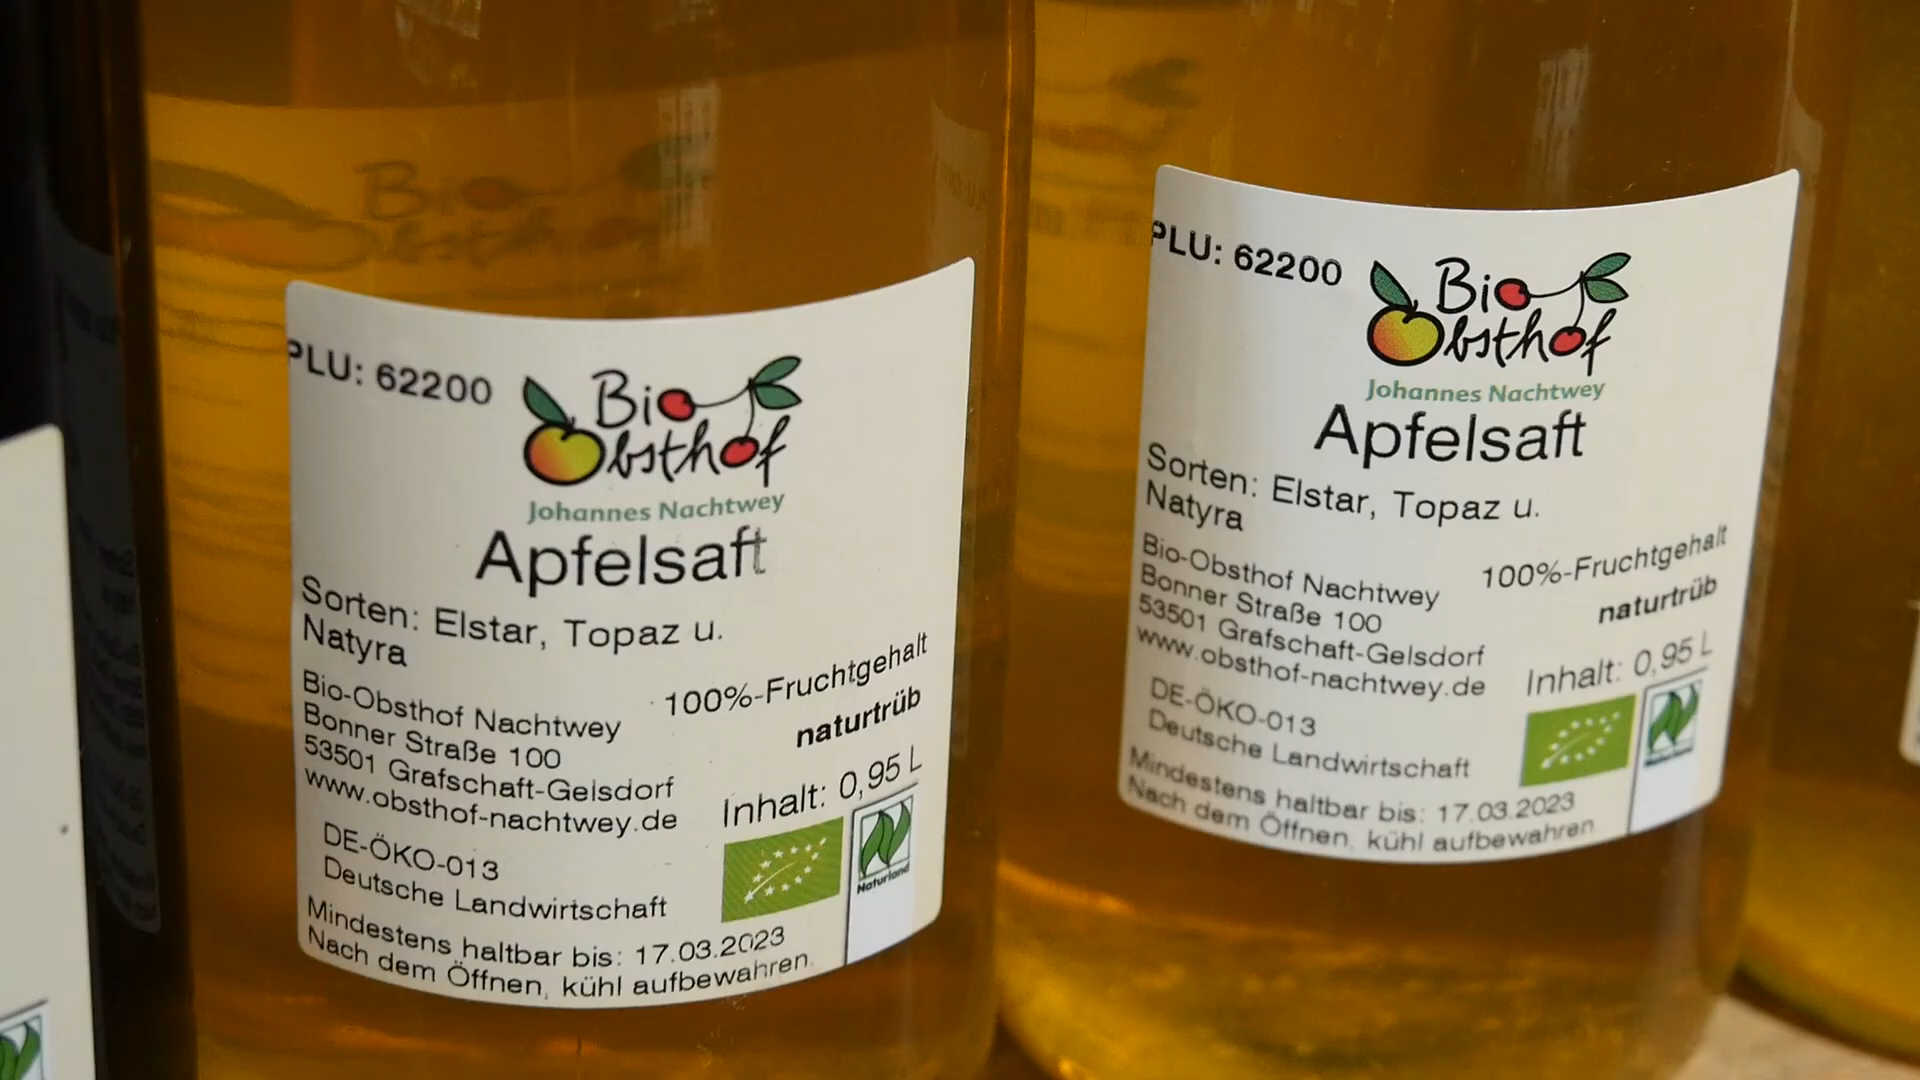 PLU: 62200
Bio
Obsthof
Johannes Nachtwey
Apfelsaft
Sorten: Elstar, Topaz u.
Natyra
Bio-Obsthof Nachtwey
Bonner Straße 100
53501 Grafschaft-Gelsdorf
www.obsthof-nachtwey.de
100%-Fruchtgehalt
naturtrüb
Inhalt: 0,95 L
DE-ÖKO-013
Deutsche Landwirtschaft
Naturland
Mindestens haltbar bis: 17.03.2023
Nach dem Öffnen, kühl aufbewahren.
PLU: 62200
Bio
Obsthof
Johannes Nachtwey
Apfelsaft
Sorten: Elstar, Topaz u.
Natyra
Bio-Obsthof Nachtwey
Bonner Straße 100
53501 Grafschaft-Gelsdorf
www.obsthof-nachtwey.de
100%-Fruchtgehalt
naturtrüb
Inhalt: 0,95 L
DE-ÖKO-013
Deutsche Landwirtschaft
Naturland
Mindestens haltbar bis: 17.03.2023
Nach dem Öffnen, kühl aufbewahren.